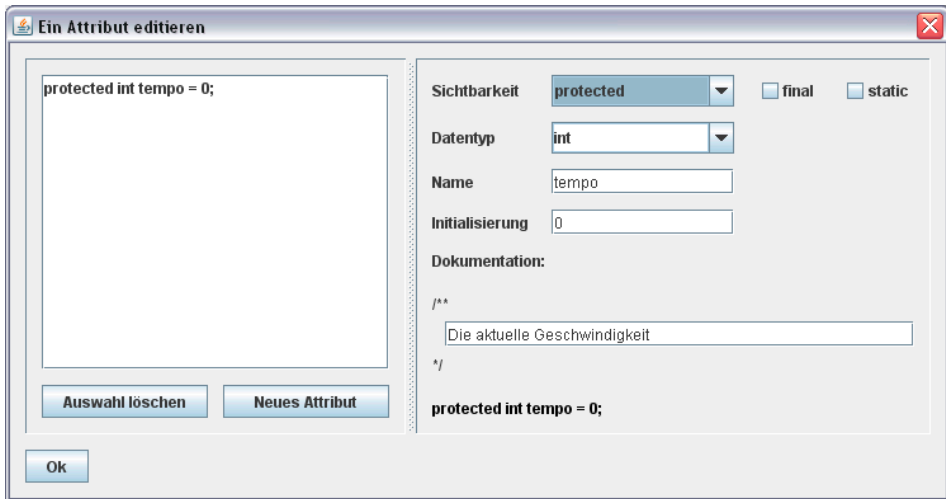 Ein Attribut editieren
protected int tempo = 0;
Auswahl löschen
Neues Attribut
Sichtbarkeit protected final static
Datentyp int
Name tempo
Initialisierung 0
Dokumentation:
/**
Die aktuelle Geschwindigkeit
*/
protected int tempo = 0;
Ok